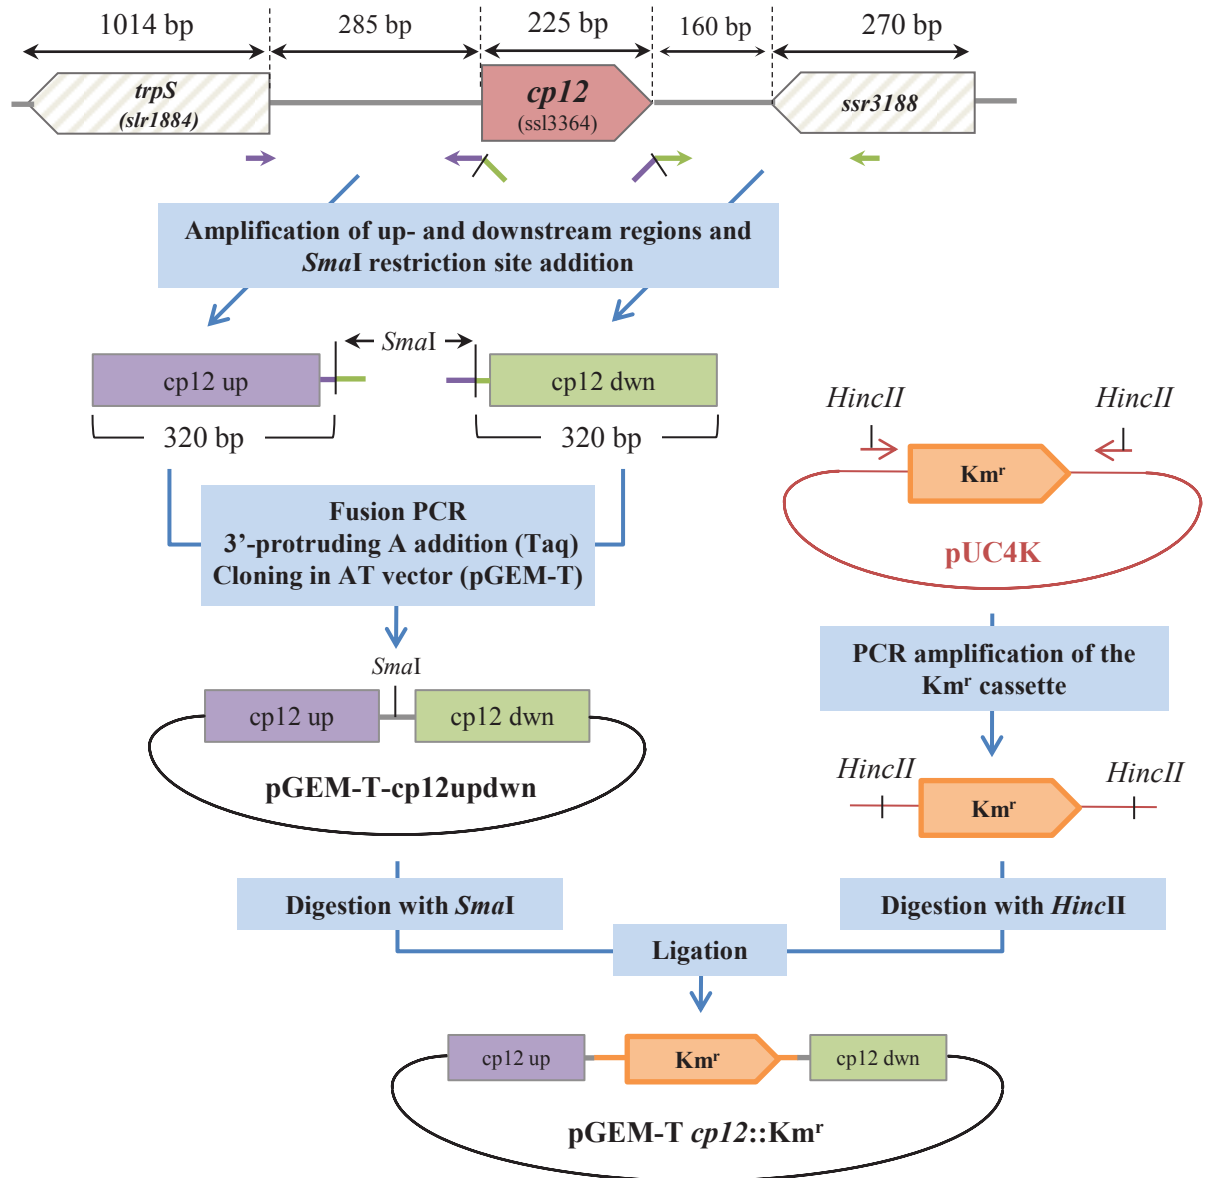 1014 bp
285 bp
225 bp
160 bp
270 bp
trpS
(slr1884)
cp12
(ssl3364)
ssr3188
Amplification of up- and downstream regions and
SmaI restriction site addition
SmaI
cp12 up
cp12 dwn
320 bp
320 bp
HincII
HincII
Kmʳ
pUC4K
Fusion PCR
3’-protruding A addition (Taq)
Cloning in AT vector (pGEM-T)
PCR amplification of the
Kmʳ cassette
SmaI
cp12 up
cp12 dwn
pGEM-T-cp12updwn
HincII
HincII
Kmʳ
Digestion with SmaI
Digestion with HincII
Ligation
cp12 up
Kmʳ
cp12 dwn
pGEM-T cp12::Kmʳ